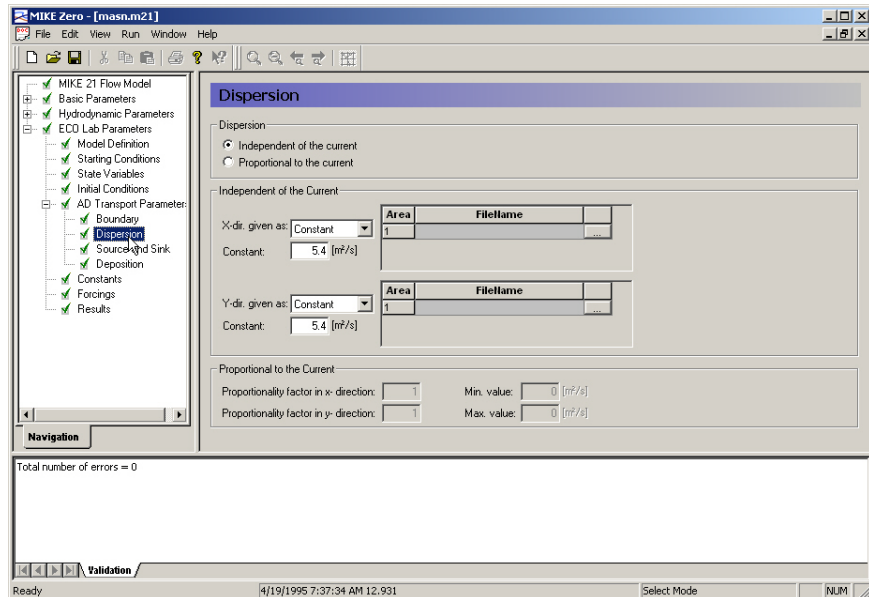 MIKE Zero - [masn.m21]
File Edit View Run Window Help
MIKE 21 Flow Model
Basic Parameters
Hydrodynamic Parameters
ECO Lab Parameters
Model Definition
Starting Conditions
State Variables
Initial Conditions
AD Transport Parameter
Boundary
Dispersion
Source and Sink
Deposition
Constants
Forcings
Results
Navigation
Dispersion
Dispersion
Independent of the current
Proportional to the current
Independent of the Current
X-dir. given as: Constant
Constant: 5.4 [m²/s]
Area FileName
1 ...
Y-dir. given as: Constant
Constant: 5.4 [m²/s]
Area FileName
1 ...
Proportional to the Current
Proportionality factor in x- direction: 1 Min. value: 0 [m²/s]
Proportionality factor in y- direction: 1 Max. value: 0 [m²/s]
Total number of errors = 0
Validation
Ready 4/19/1995 7:37:34 AM 12.931 Select Mode NUM